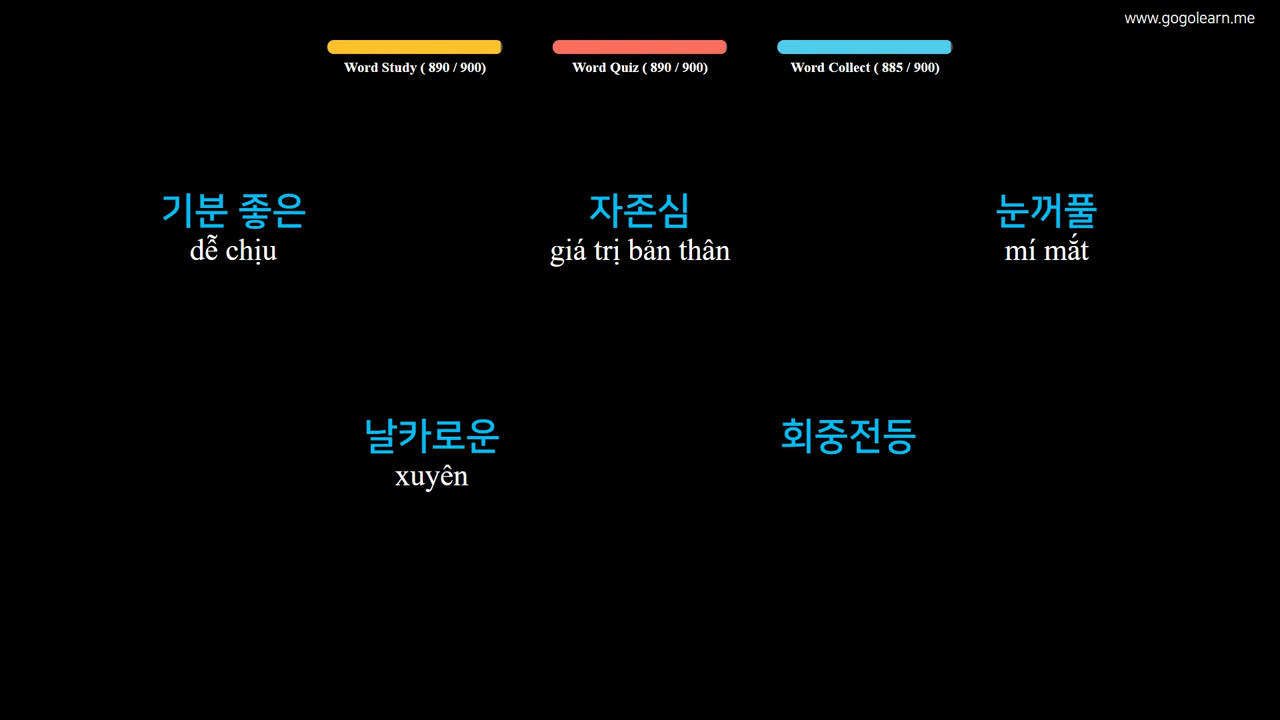 www.gogolearn.me
Word Study ( 890 / 900)
Word Quiz ( 890 / 900)
Word Collect ( 885 / 900)
기분 좋은
dễ chịu
자존심
giá trị bản thân
눈꺼풀
mí mắt
날카로운
xuyên
회중전등